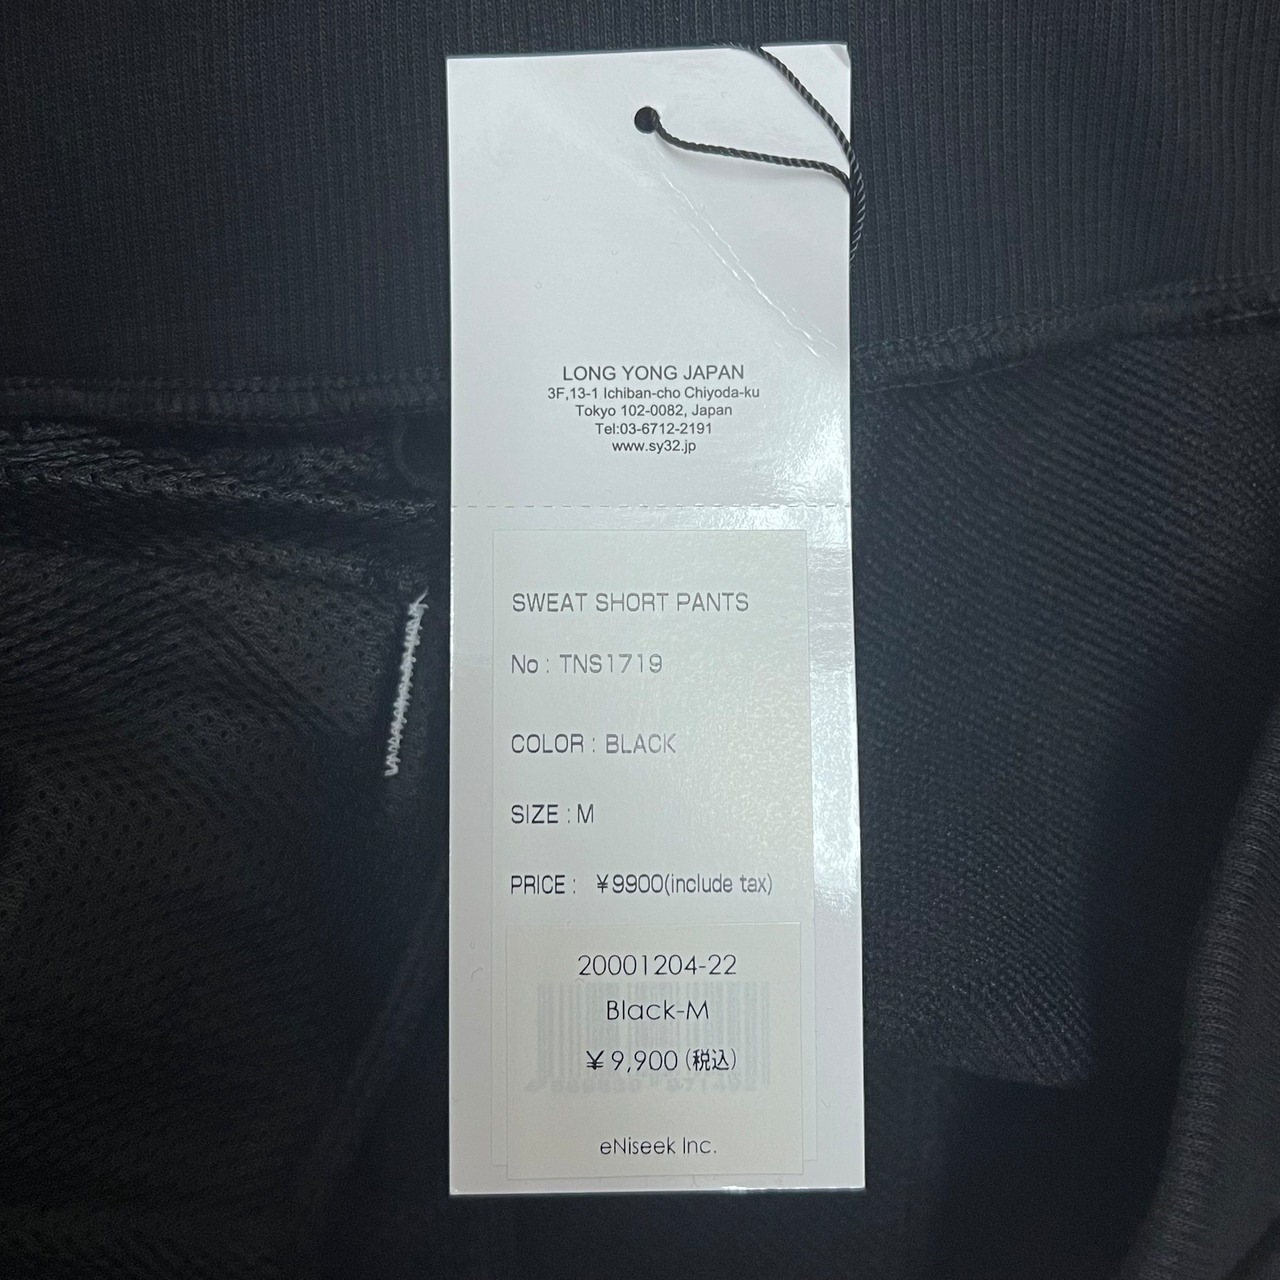 LONG YONG JAPAN
3F,13-1 Ichiban-cho Chiyoda-ku
Tokyo 102-0082, Japan
Tel:03-6712-2191
www.sy32.jp
SWEAT SHORT PANTS
No : TNS1719
COLOR : BLACK
SIZE : M
PRICE : ¥9900(include tax)
20001204-22
Black-M
¥9,900(税込)
eNiseek Inc.